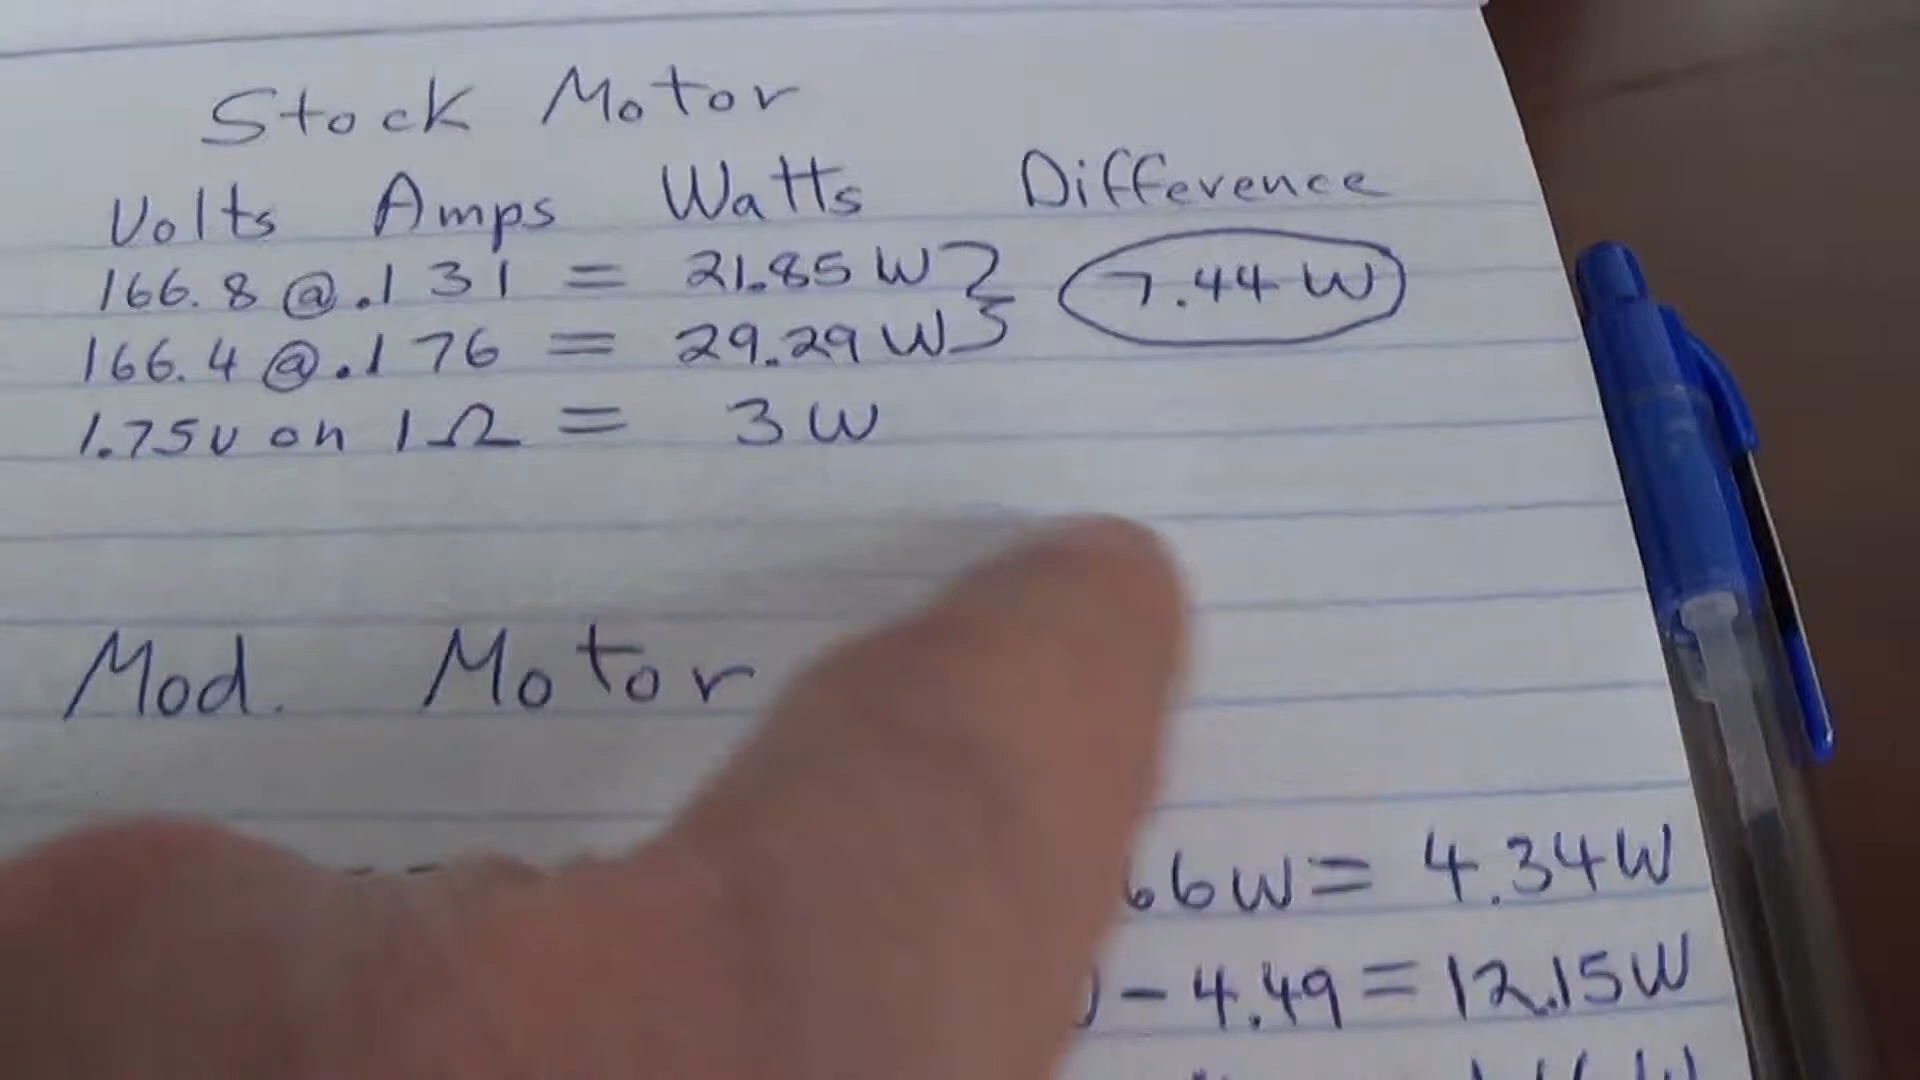 Stock Motor
Volts Amps Watts Difference
166.8 @ .131 = 21.85 W } 7.44 W
166.4 @ .176 = 29.29 W }
1.75v on 1Ω = 3 W
Mod. Motor
66W = 4.34W
- 4.49 = 12.15W